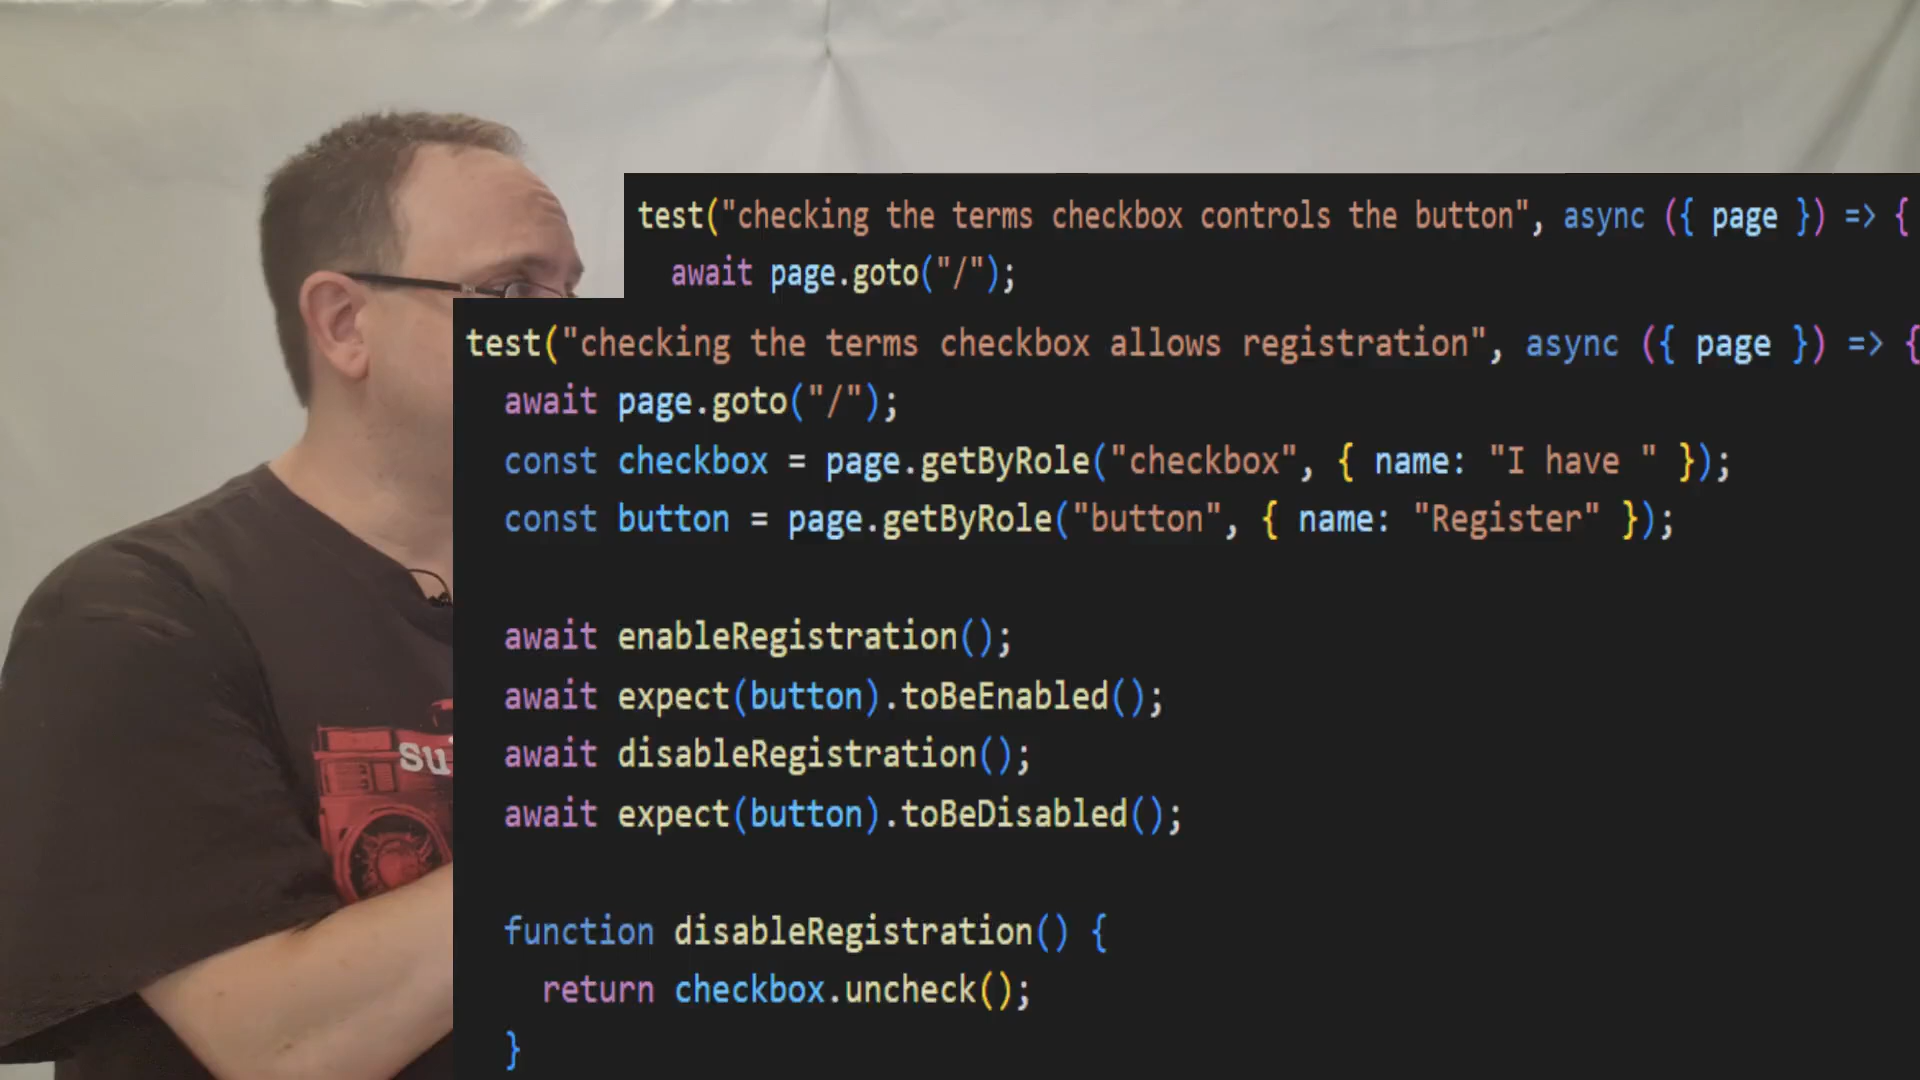 test("checking the terms checkbox controls the button", async ({ page }) => {
await page.goto("/");
test("checking the terms checkbox allows registration", async ({ page }) => {
await page.goto("/");
const checkbox = page.getByRole("checkbox", { name: "I have " });
const button = page.getByRole("button", { name: "Register" });
await enableRegistration();
await expect(button).toBeEnabled();
await disableRegistration();
await expect(button).toBeDisabled();
function disableRegistration() {
return checkbox.uncheck();
}